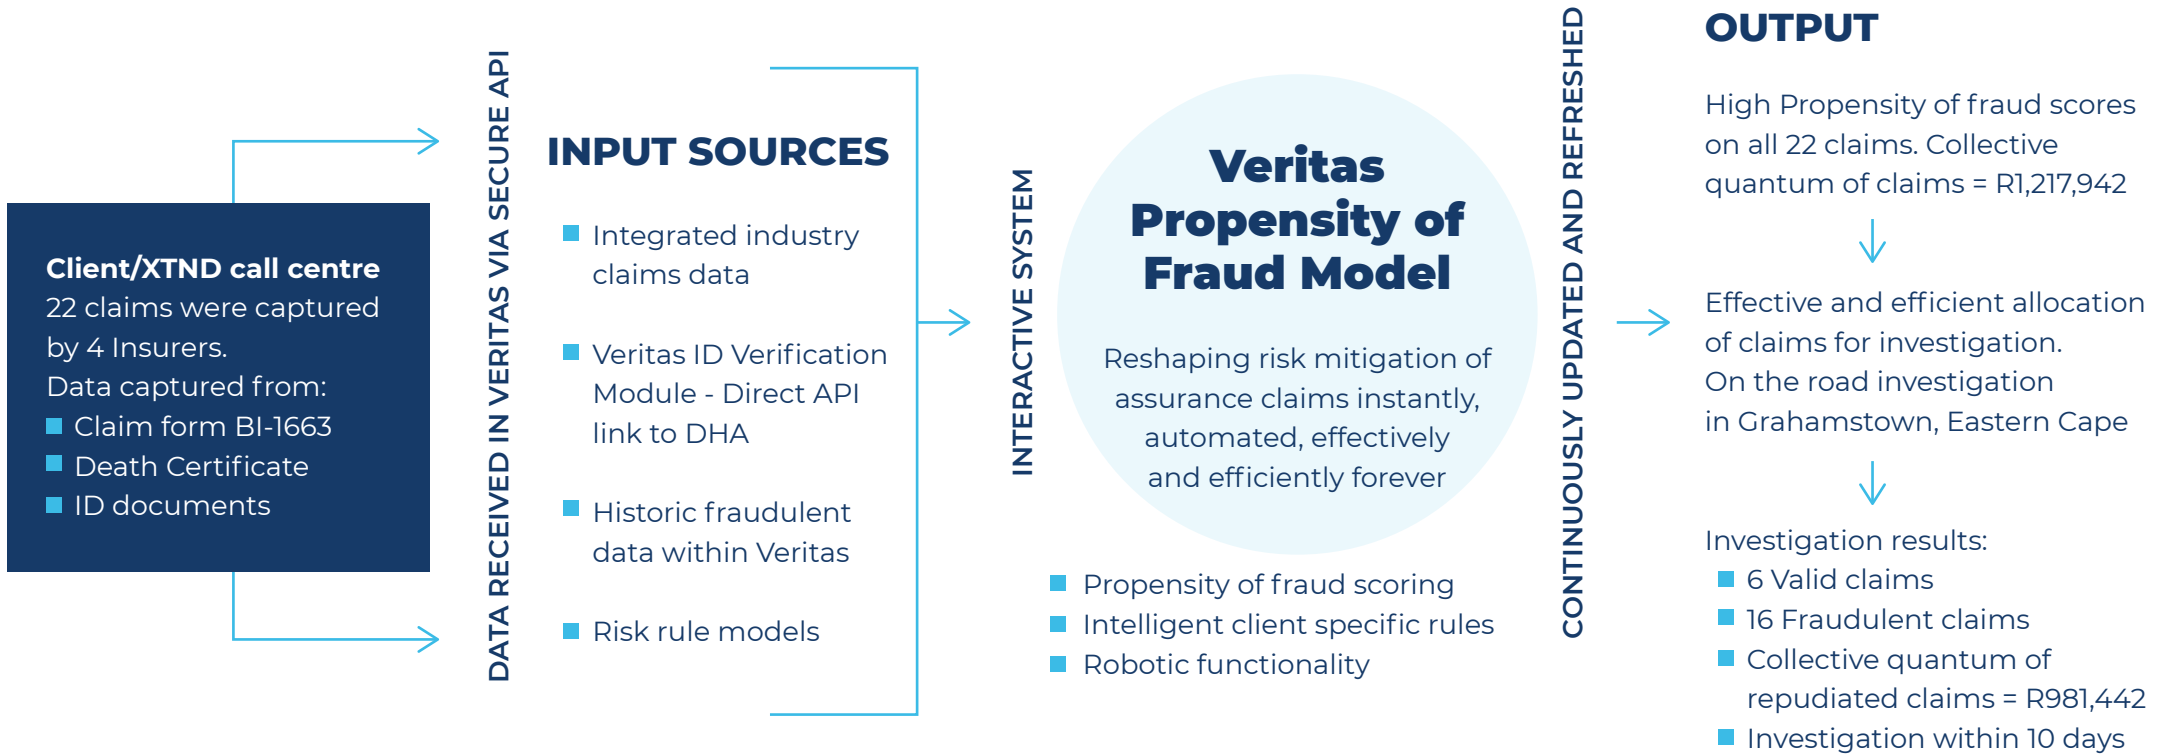 Client/XTND call centre
22 claims were captured
by 4 Insurers.
Data captured from:
Claim form BI-1663
Death Certificate
ID documents
DATA RECEIVED IN VERITAS VIA SECURE API
INPUT SOURCES
Integrated industry
claims data
Veritas ID Verification
Module - Direct API
link to DHA
Historic fraudulent
data within Veritas
Risk rule models
INTERACTIVE SYSTEM
Veritas
Propensity of
Fraud Model
Reshaping risk mitigation of
assurance claims instantly,
automated, effectively
and efficiently forever
Propensity of fraud scoring
Intelligent client specific rules
Robotic functionality
CONTINUOUSLY UPDATED AND REFRESHED
OUTPUT
High Propensity of fraud scores
on all 22 claims. Collective
quantum of claims = R1,217,942
Effective and efficient allocation
of claims for investigation.
On the road investigation
in Grahamstown, Eastern Cape
Investigation results:
6 Valid claims
16 Fraudulent claims
Collective quantum of
repudiated claims = R981,442
Investigation within 10 days